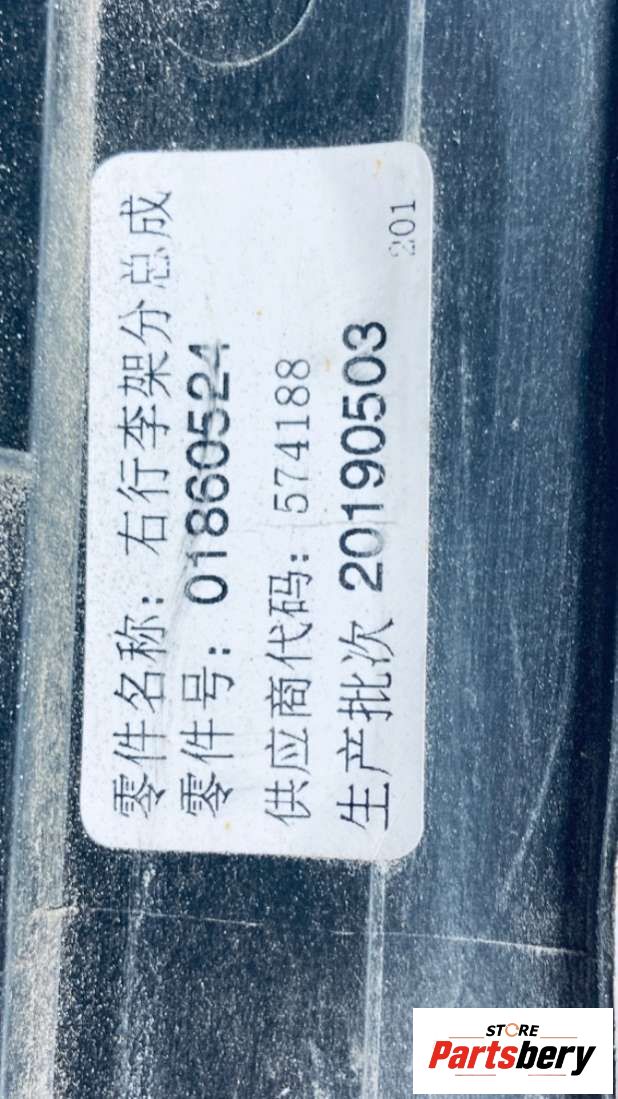 零件名称：右行李架分总成
零件号：01860524
供应商代码：574188
生产批次 20190503
201
STORE
Partsbery